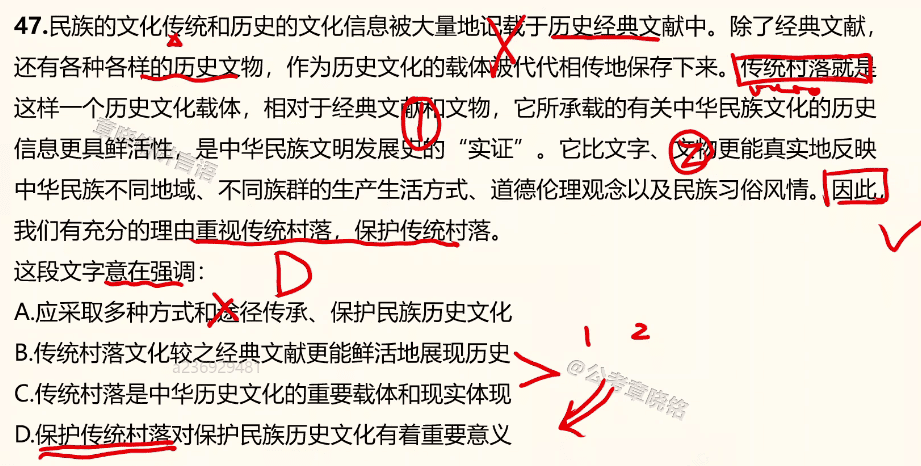 47.民族的文化传统和历史的文化信息被大量地记载于历史经典文献中。除了经典文献，
还有各种各样的历史文物，作为历史文化的载体被代代相传地保存下来。传统村落就是
这样一个历史文化载体，相对于经典文献和文物，它所承载的有关中华民族文化的历史
信息更具鲜活性，是中华民族文明发展史的“实证”。它比文字、文物更能真实地反映
中华民族不同地域、不同族群的生产生活方式、道德伦理观念以及民族习俗风情。因此，
我们有充分的理由重视传统村落，保护传统村落。
这段文字意在强调：
D
A.应采取多种方式和途径传承、保护民族历史文化
1 2
B.传统村落文化较之经典文献更能鲜活地展现历史
a236929481
@公考章晓铭
C.传统村落是中华历史文化的重要载体和现实体现
D.保护传统村落对保护民族历史文化有着重要意义